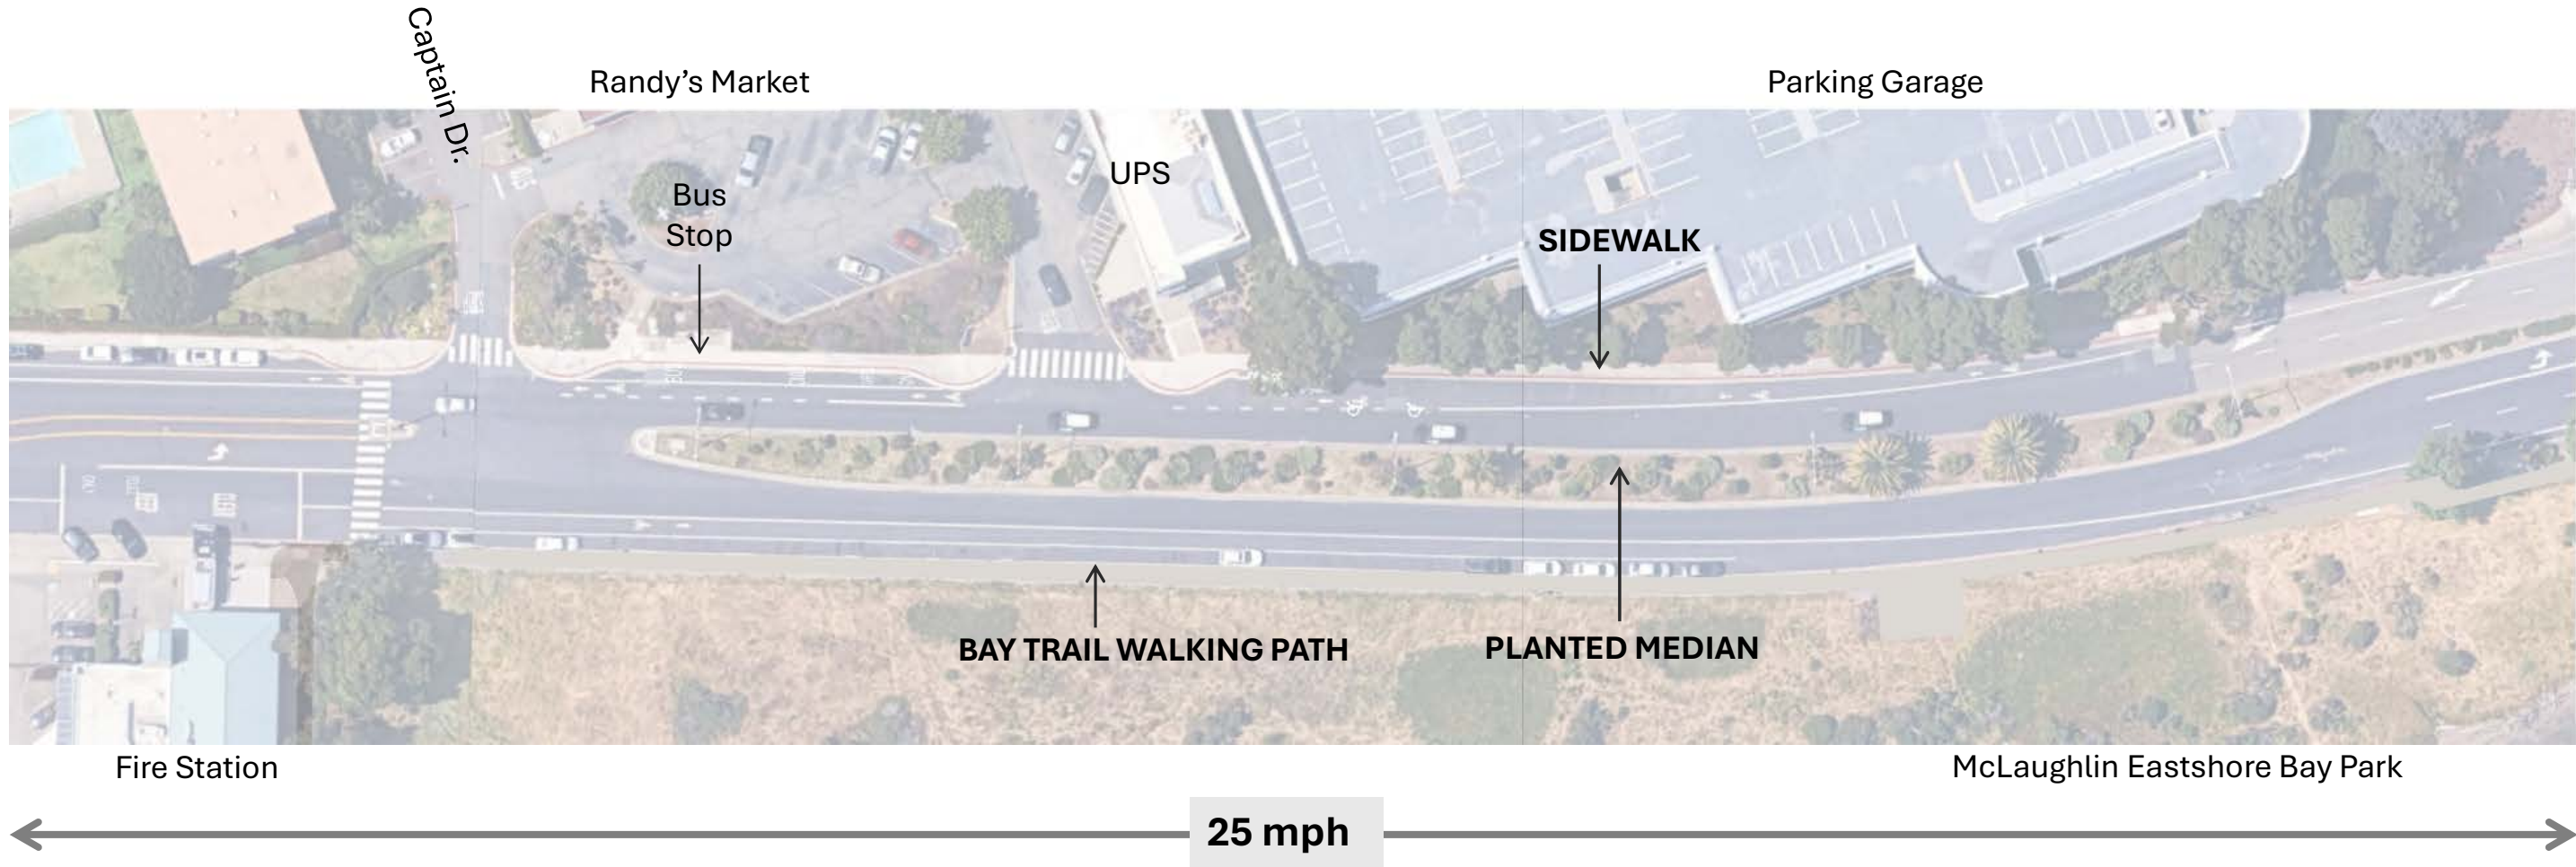 Captain Dr.
Randy's Market
Parking Garage
UPS
Bus
Stop
SIDEWALK
BAY TRAIL WALKING PATH
PLANTED MEDIAN
Fire Station
McLaughlin Eastshore Bay Park
25 mph